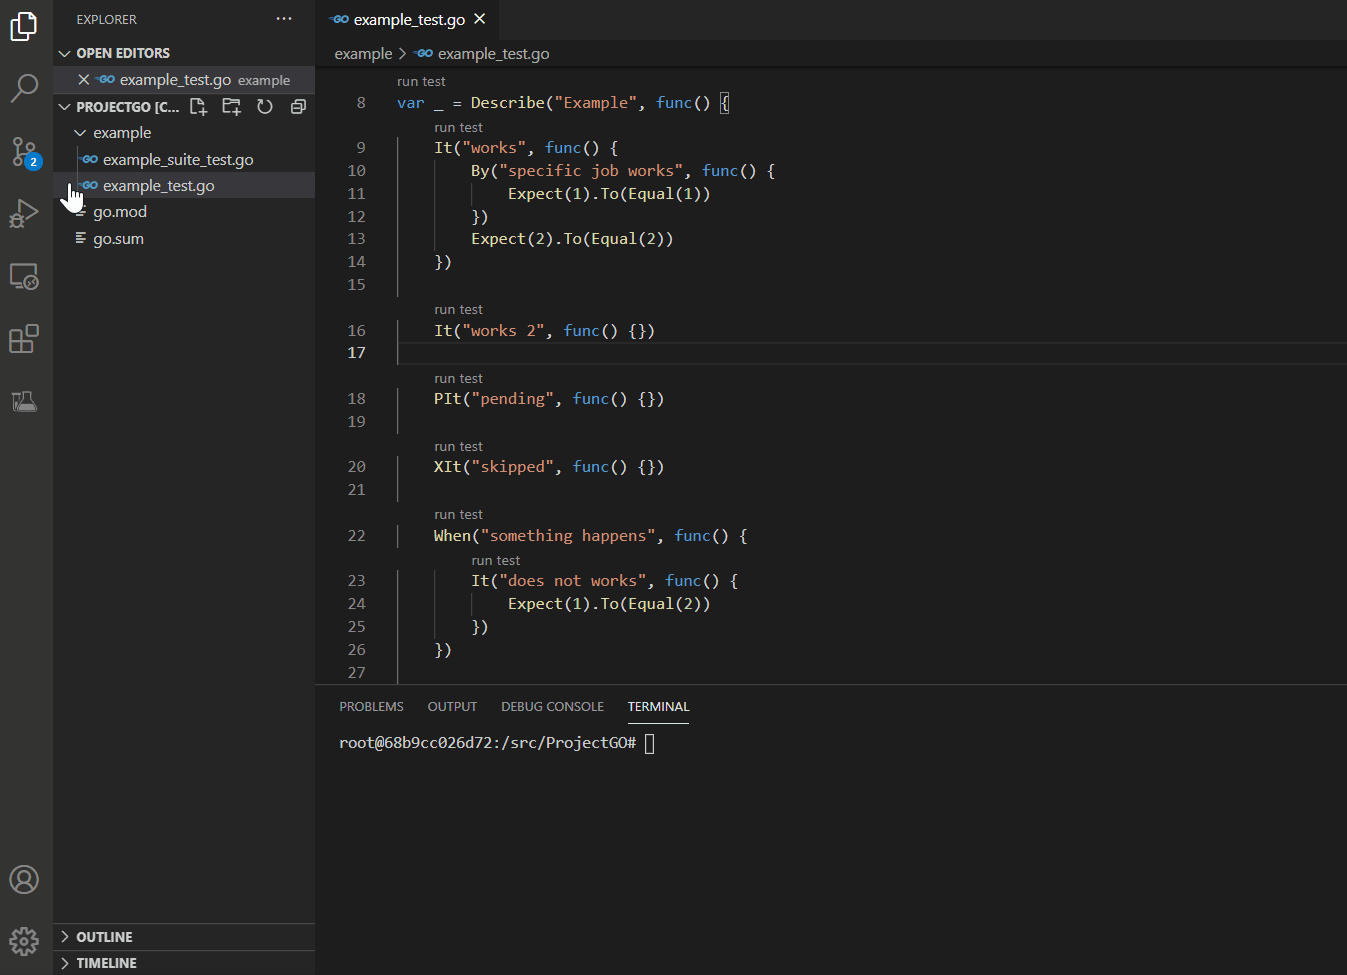 EXPLORER
OPEN EDITORS
GO example_test.go example
PROJECTGO [C...
example
GO example_suite_test.go
GO example_test.go
go.mod
go.sum
OUTLINE
TIMELINE
2
GO example_test.go
example > GO example_test.go
run test
8 var _ = Describe("Example", func() {
run test
9 It("works", func() {
10 By("specific job works", func() {
11 Expect(1).To(Equal(1))
12 })
13 Expect(2).To(Equal(2))
14 })
15
run test
16 It("works 2", func() {})
17
run test
18 PIt("pending", func() {})
19
run test
20 XIt("skipped", func() {})
21
run test
22 When("something happens", func() {
run test
23 It("does not works", func() {
24 Expect(1).To(Equal(2))
25 })
26 })
27
PROBLEMS OUTPUT DEBUG CONSOLE TERMINAL
root@68b9cc026d72:/src/ProjectGO#